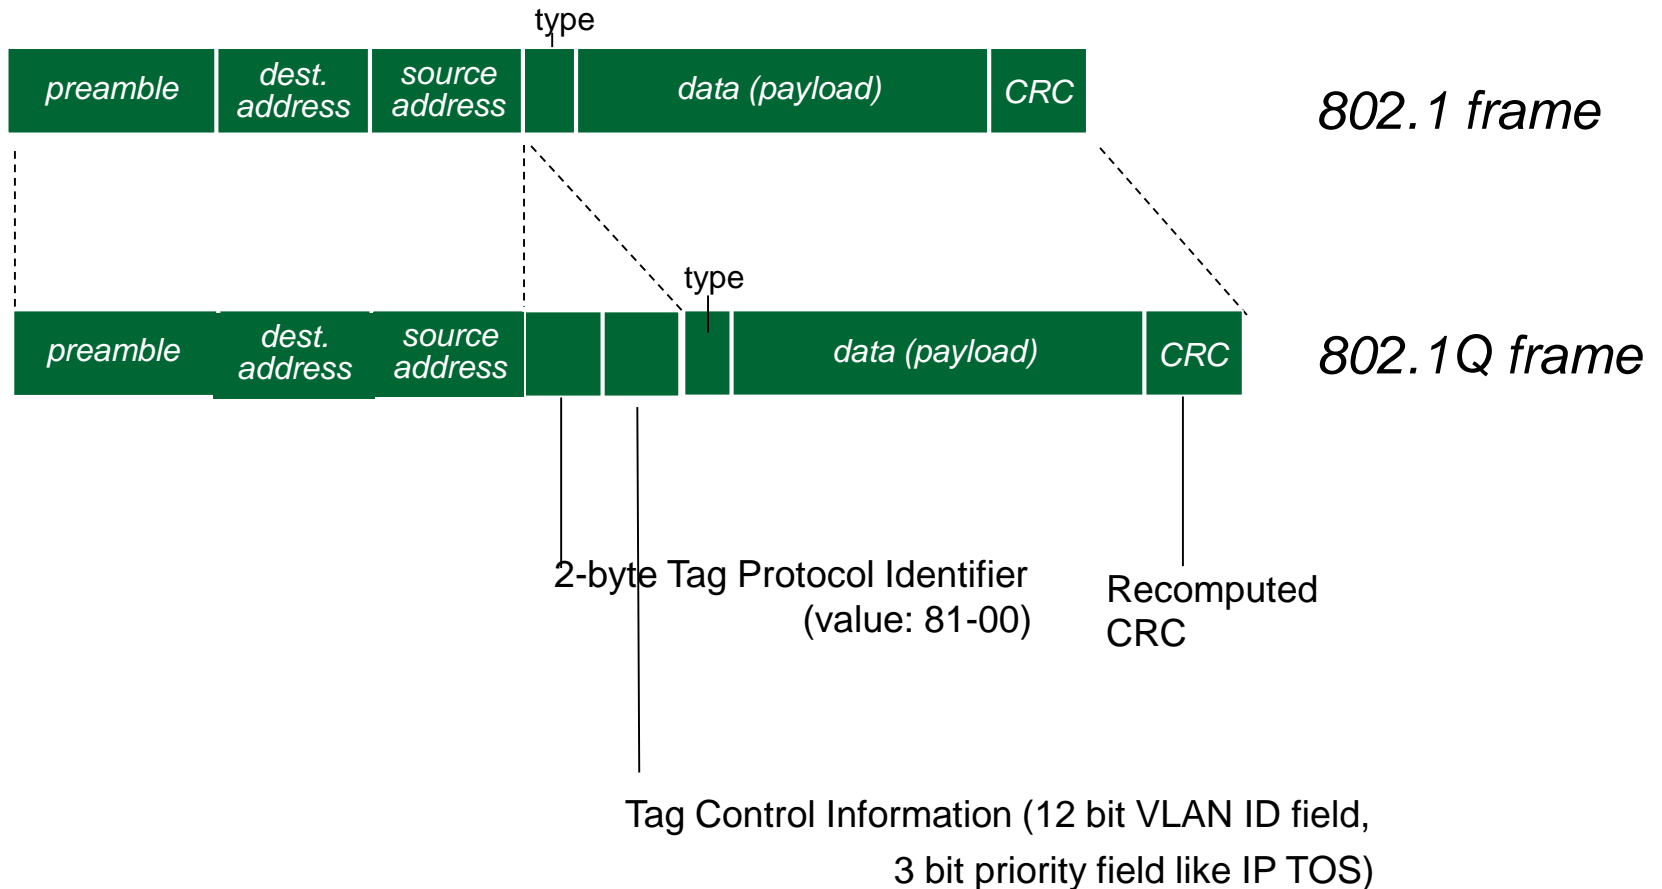 type
preamble
dest.
address
source
address
data (payload)
CRC
802.1 frame
type
preamble
dest.
address
source
address
data (payload)
CRC
802.1Q frame
2-byte Tag Protocol Identifier
(value: 81-00)
Recomputed
CRC
Tag Control Information (12 bit VLAN ID field,
3 bit priority field like IP TOS)